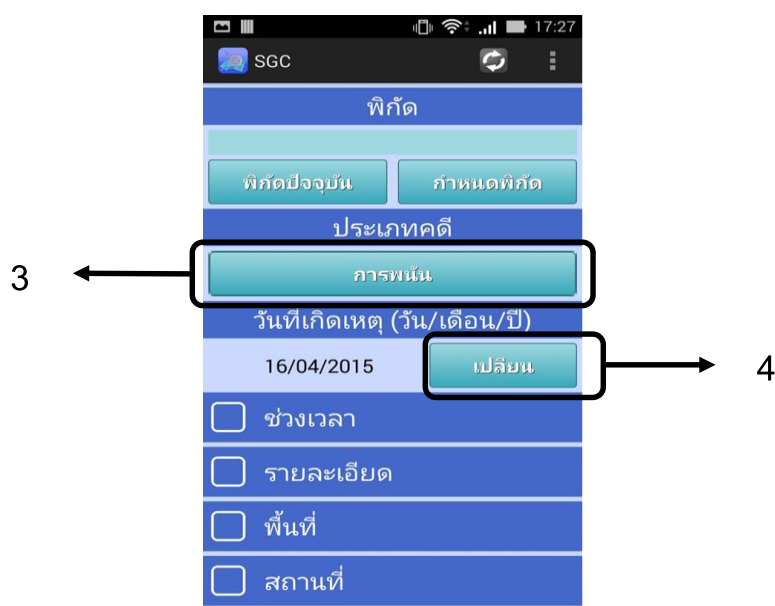 17:27
SGC
พิกัด
พิกัดปัจจุบัน กำหนดพิกัด
ประเภทคดี
3 การพนัน
วันที่เกิดเหตุ (วัน/เดือน/ปี)
16/04/2015 เปลี่ยน 4
ช่วงเวลา
รายละเอียด
พื้นที่
สถานที่